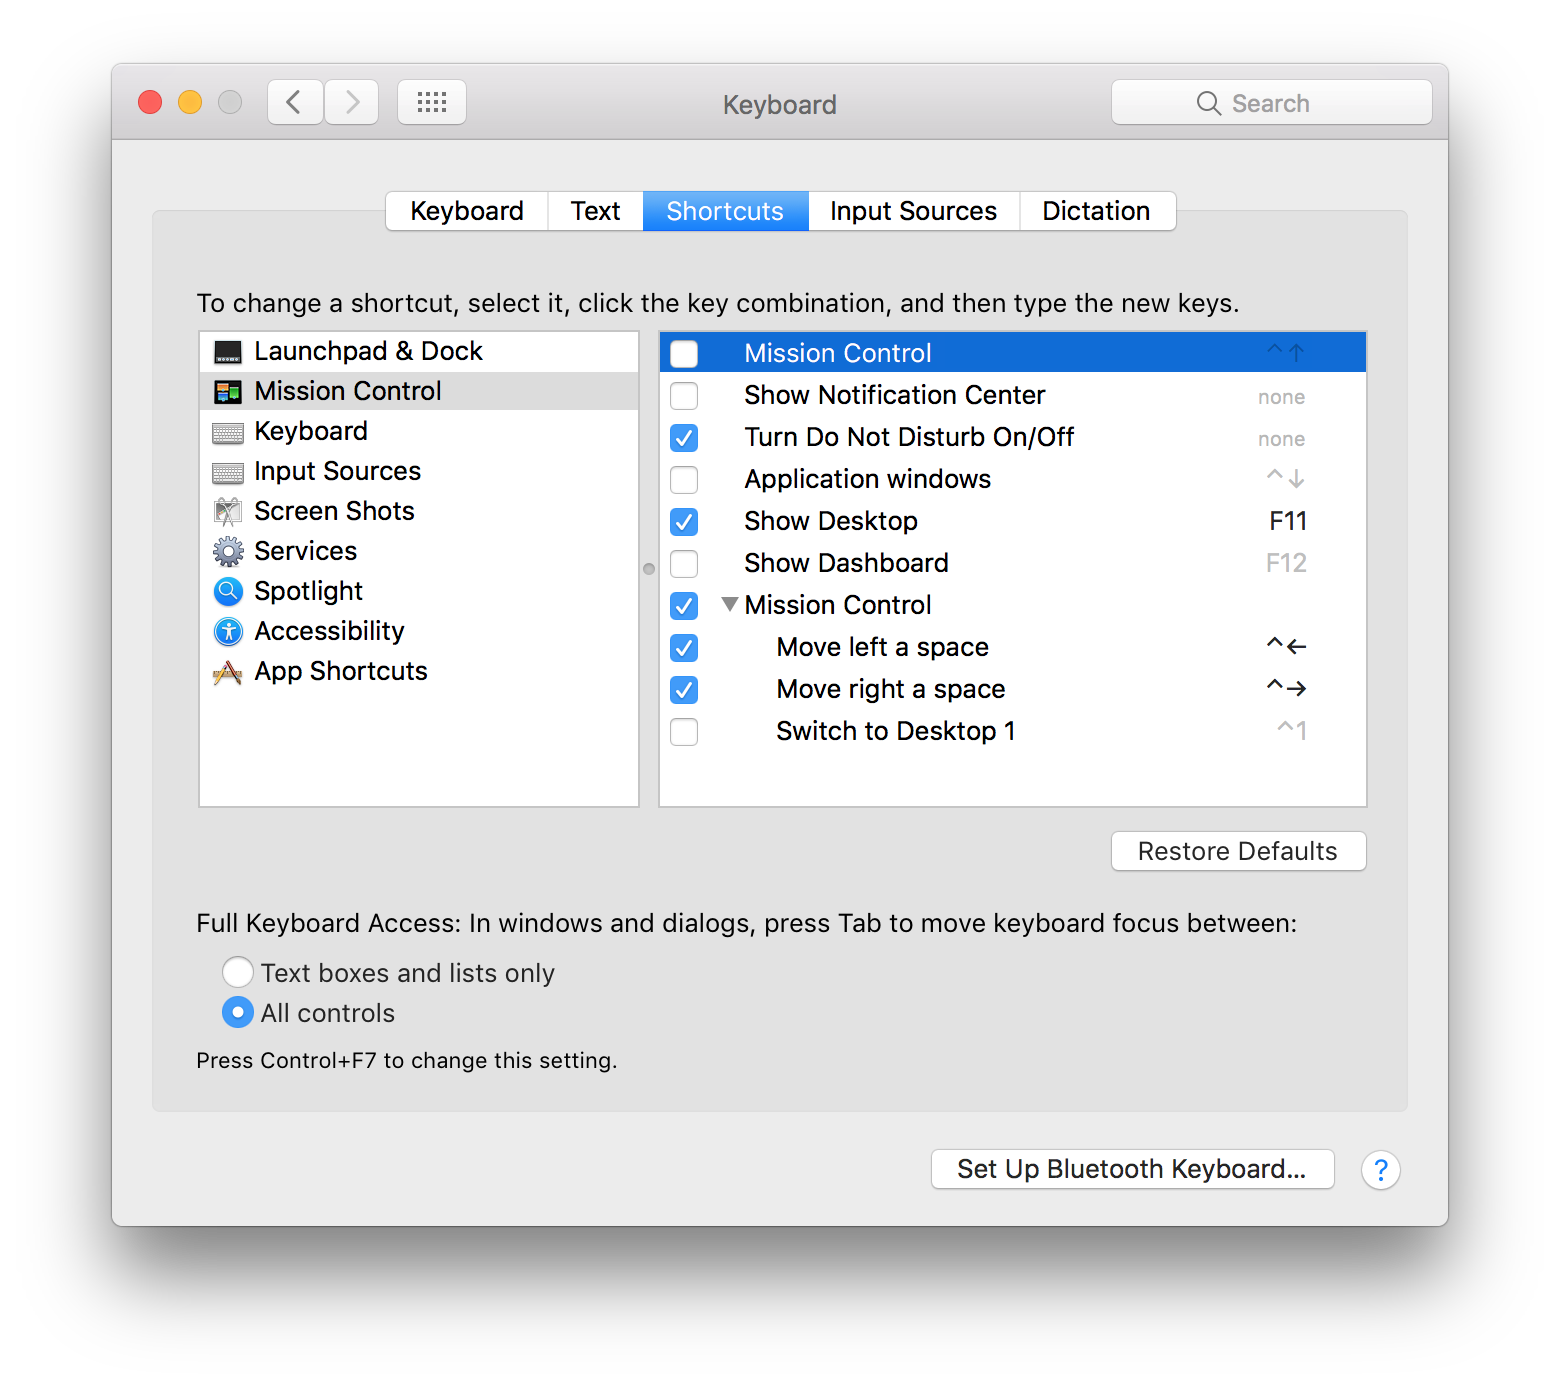 Keyboard
Search
Keyboard Text Shortcuts Input Sources Dictation
To change a shortcut, select it, click the key combination, and then type the new keys.
Launchpad & Dock
Mission Control
Keyboard
Input Sources
Screen Shots
Services
Spotlight
Accessibility
App Shortcuts
Mission Control ^↑
Show Notification Center none
Turn Do Not Disturb On/Off none
Application windows ^↓
Show Desktop F11
Show Dashboard F12
Mission Control
Move left a space ^←
Move right a space ^→
Switch to Desktop 1 ^1
Restore Defaults
Full Keyboard Access: In windows and dialogs, press Tab to move keyboard focus between:
Text boxes and lists only
All controls
Press Control+F7 to change this setting.
Set Up Bluetooth Keyboard...
?